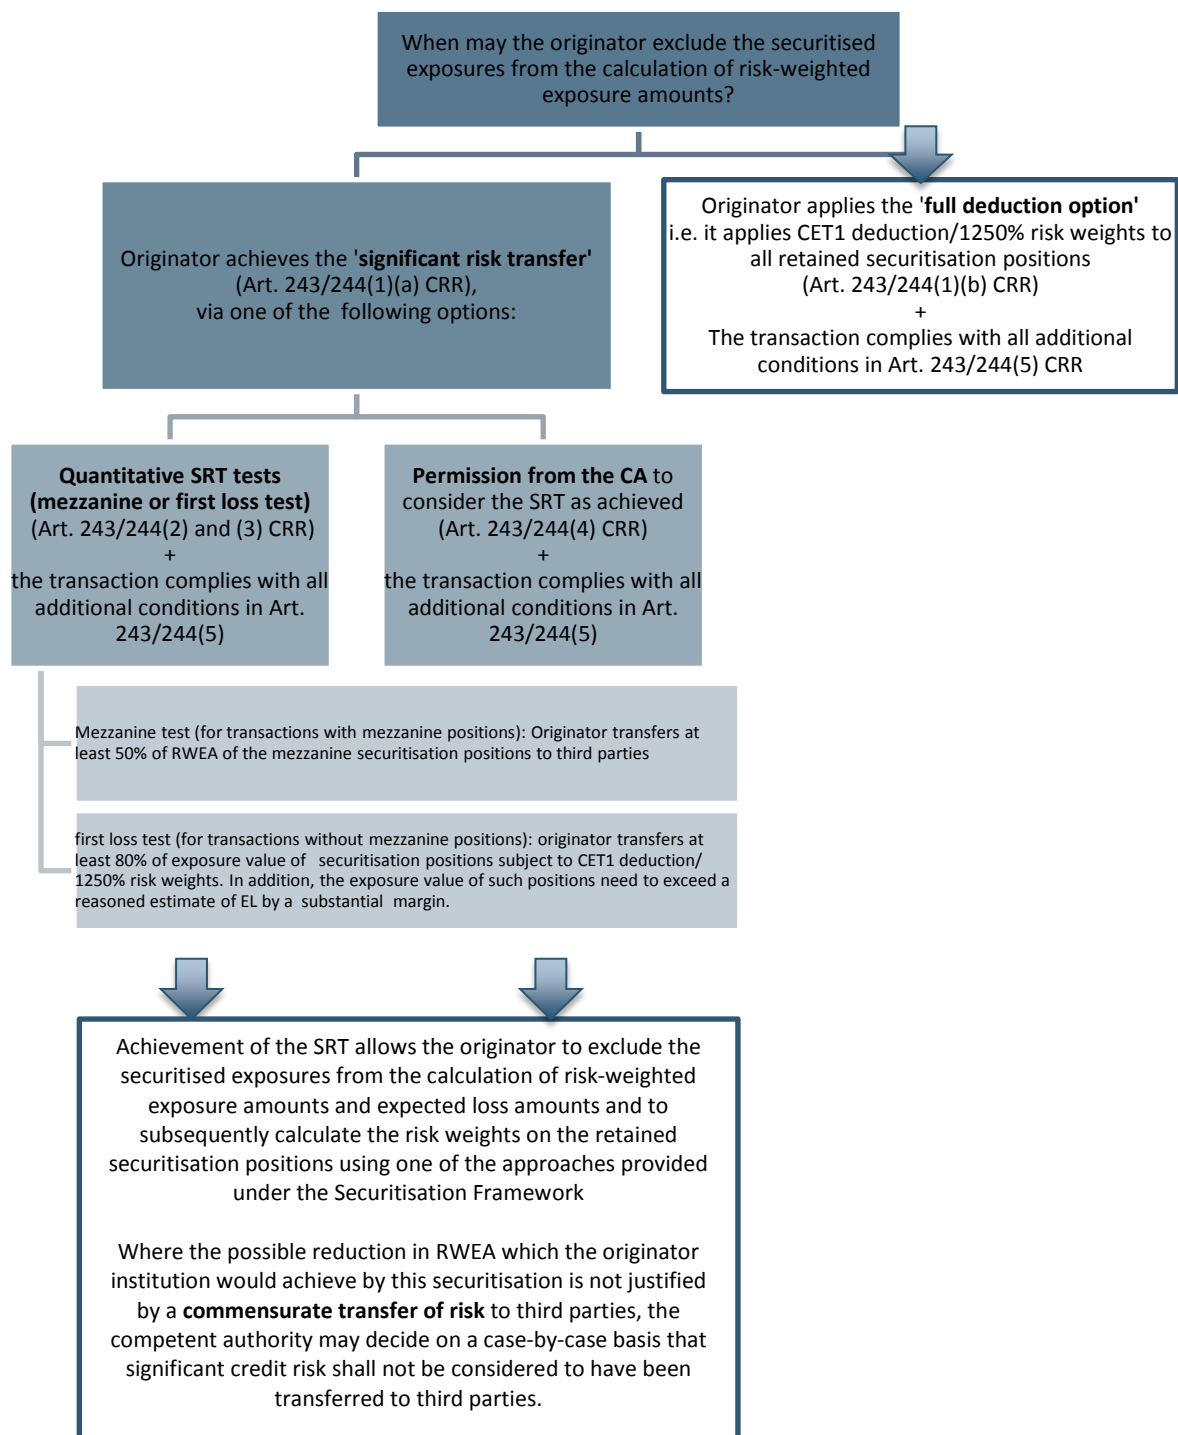 When may the originator exclude the securitised
exposures from the calculation of risk-weighted
exposure amounts?
Originator achieves the 'significant risk transfer'
(Art. 243/244(1)(a) CRR),
via one of the following options:
Originator applies the 'full deduction option'
i.e. it applies CET1 deduction/1250% risk weights to
all retained securitisation positions
(Art. 243/244(1)(b) CRR)
+
The transaction complies with all additional
conditions in Art. 243/244(5) CRR
Quantitative SRT tests
(mezzanine or first loss test)
(Art. 243/244(2) and (3) CRR)
+
the transaction complies with all
additional conditions in Art.
243/244(5)
Permission from the CA to
consider the SRT as achieved
(Art. 243/244(4) CRR)
+
the transaction complies with all
additional conditions in Art.
243/244(5)
Mezzanine test (for transactions with mezzanine positions): Originator transfers at
least 50% of RWEA of the mezzanine securitisation positions to third parties
first loss test (for transactions without mezzanine positions): originator transfers at
least 80% of exposure value of securitisation positions subject to CET1 deduction/
1250% risk weights. In addition, the exposure value of such positions need to exceed a
reasoned estimate of EL by a substantial margin.
Achievement of the SRT allows the originator to exclude the
securitised exposures from the calculation of risk-weighted
exposure amounts and expected loss amounts and to
subsequently calculate the risk weights on the retained
securitisation positions using one of the approaches provided
under the Securitisation Framework
Where the possible reduction in RWEA which the originator
institution would achieve by this securitisation is not justified
by a commensurate transfer of risk to third parties, the
competent authority may decide on a case-by-case basis that
significant credit risk shall not be considered to have been
transferred to third parties.